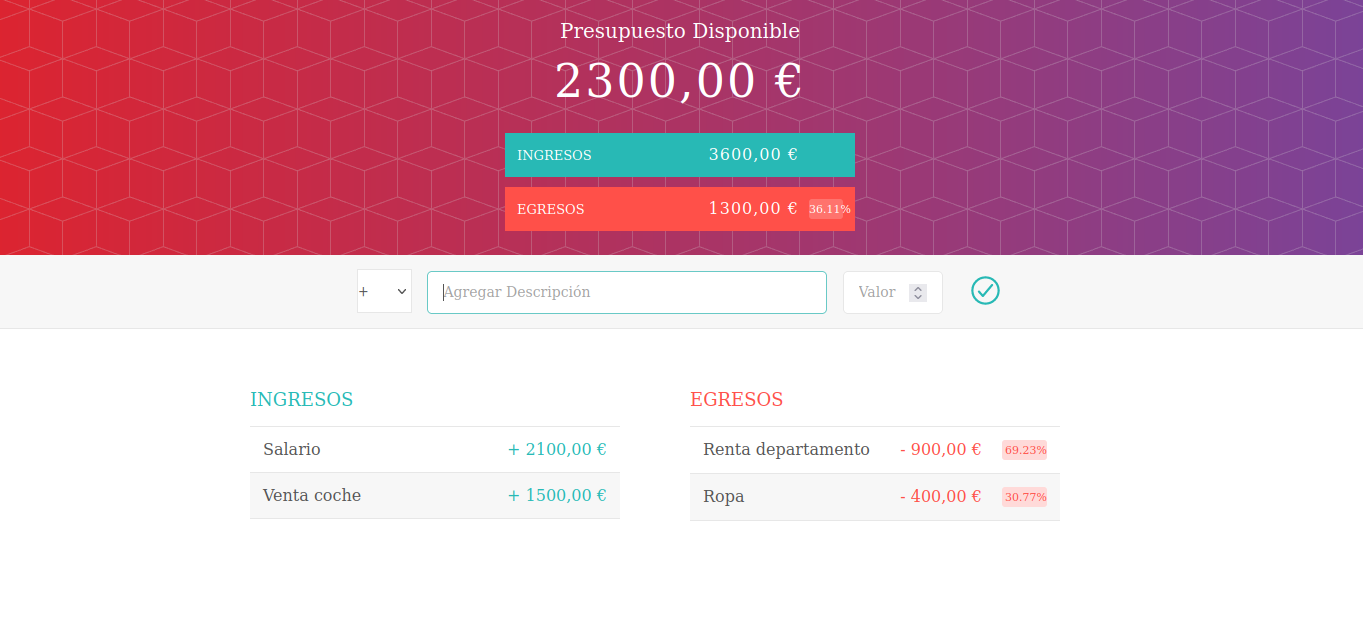 Presupuesto Disponible
2300,00 €
INGRESOS 3600,00 €
EGRESOS 1300,00 € 36.11%
+ Agregar Descripción Valor
INGRESOS
Salario + 2100,00 €
Venta coche + 1500,00 €
EGRESOS
Renta departamento - 900,00 € 69.23%
Ropa - 400,00 € 30.77%